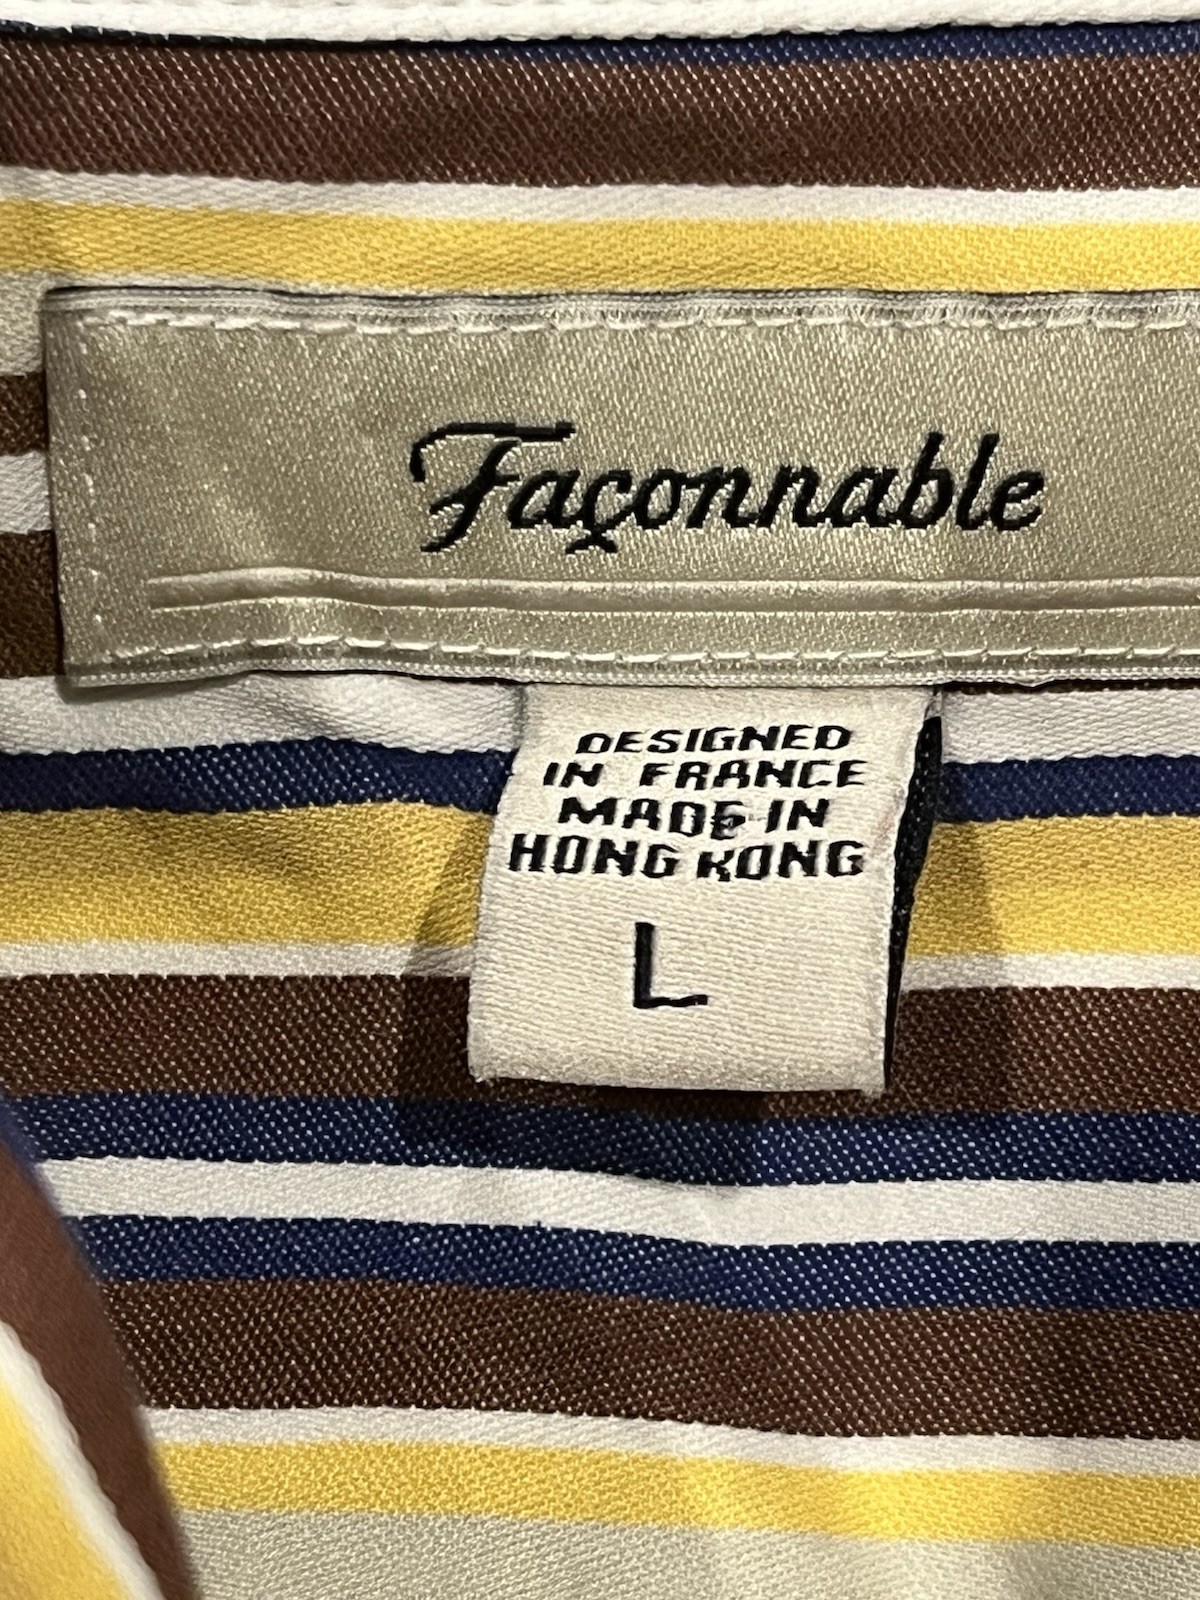 Façonnable
DESIGNED
IN FRANCE
MADE IN
HONG KONG
L